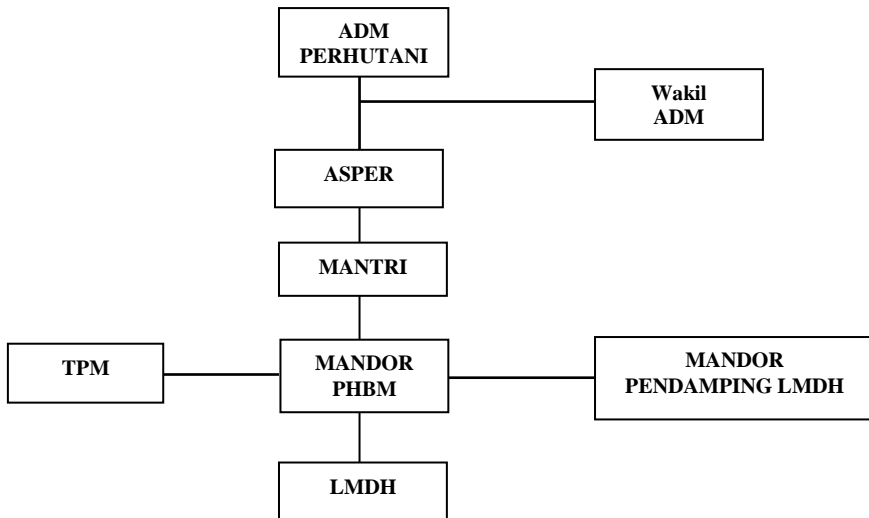 ADM
PERHUTANI
Wakil
ADM
ASPER
MANTRI
TPM
MANDOR
PHBM
MANDOR
PENDAMPING LMDH
LMDH